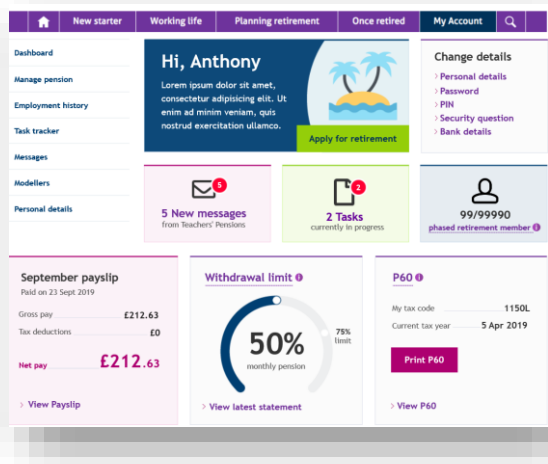 New starter
Working life
Planning retirement
Once retired
My Account
Dashboard
Manage pension
Employment history
Task tracker
Messages
Modellers
Personal details
Hi, Anthony
Lorem ipsum dolor sit amet,
consectetur adipisicing elit. Ut
enim ad minim veniam, quis
nostrud exercitation ullamco.
Apply for retirement
Change details
> Personal details
> Password
> PIN
> Security question
> Bank details
5
5 New messages
from Teachers' Pensions
2
2 Tasks
currently in progress
99/99990
phased retirement member i
September payslip
Paid on 23 Sept 2019
Gross pay £212.63
Tax deductions £0
Net pay £212.63
> View Payslip
Withdrawal limit i
50%
monthly pension
75%
limit
> View latest statement
P60 i
My tax code 1150L
Current tax year 5 Apr 2019
Print P60
> View P60